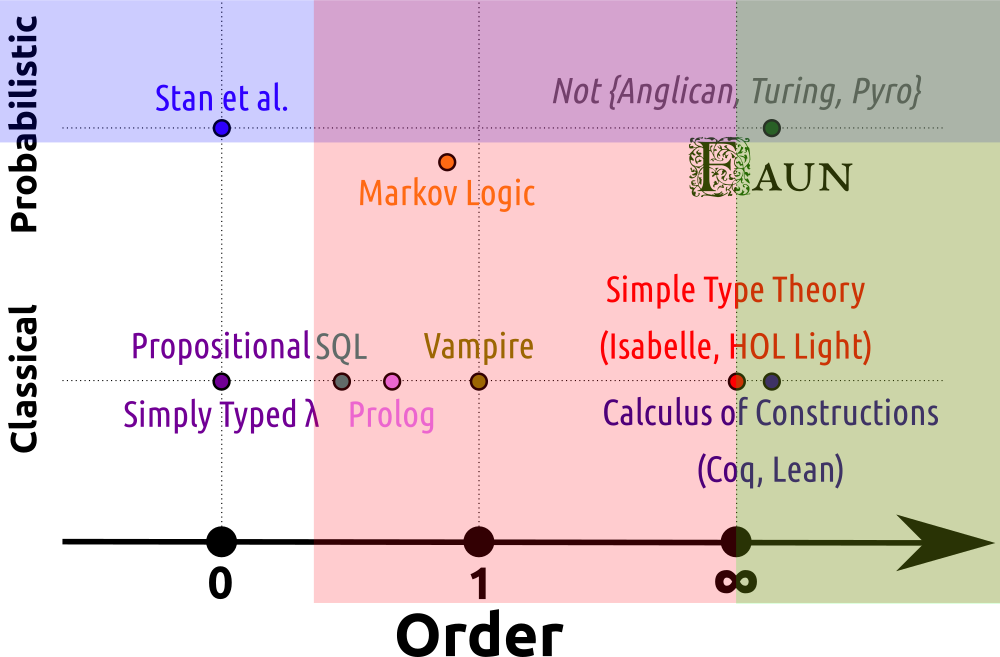 Probabilistic
Stan et al.
Not {Anglican, Turing, Pyro}
Markov Logic
FAUN
Classical
Simple Type Theory
(Isabelle, HOL Light)
Propositional
SQL
Vampire
Simply Typed λ
Prolog
Calculus of Constructions
(Coq, Lean)
0
1
∞
Order